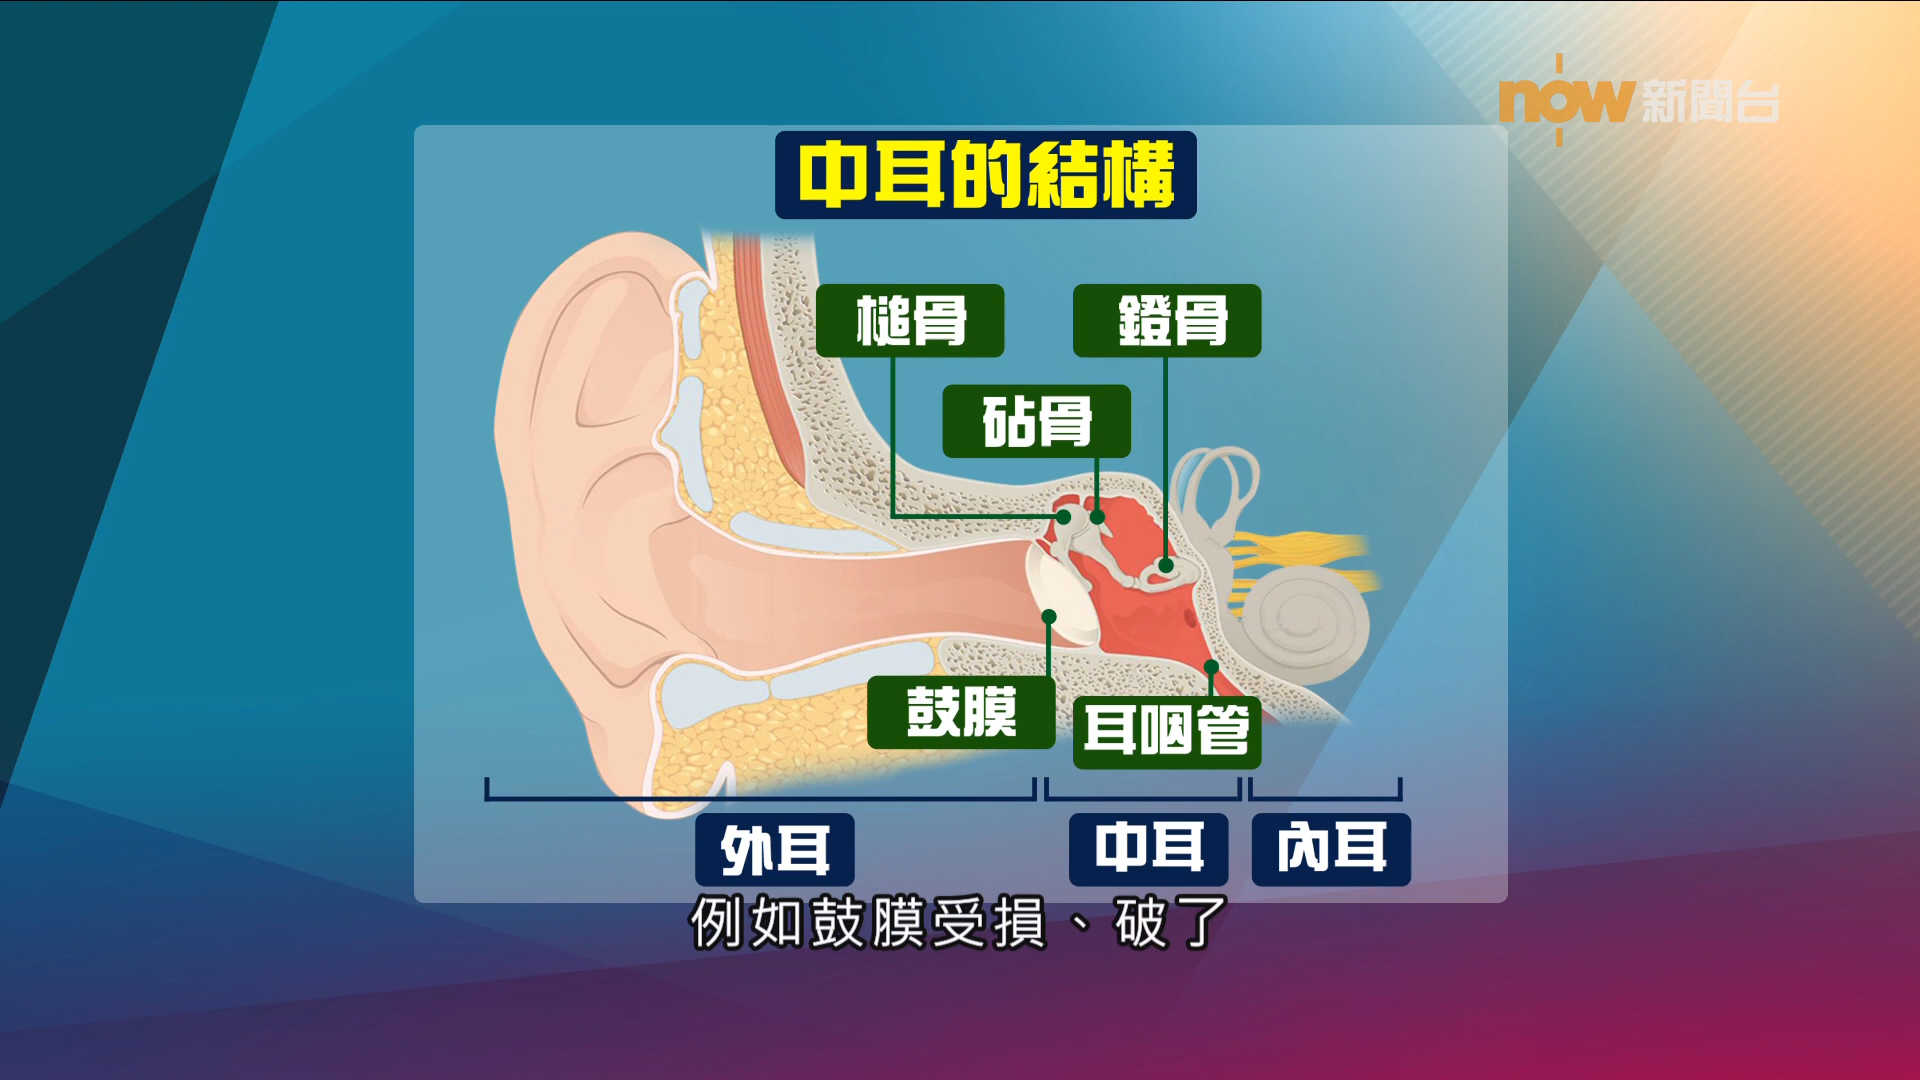 now新聞台
中耳的結構
槌骨
鐙骨
砧骨
鼓膜
耳咽管
外耳
中耳
內耳
例如鼓膜受損、破了